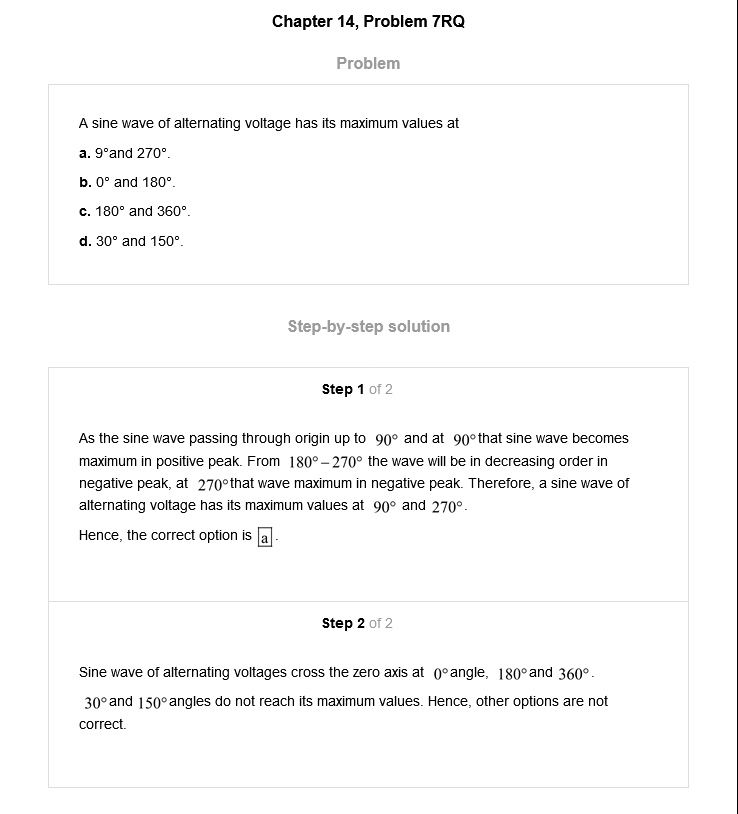 Chapter 14, Problem 7RQ
Problem
A sine wave of alternating voltage has its maximum values at
a. 9°and 270°.
b. 0° and 180°.
c. 180° and 360°.
d. 30° and 150°.
Step-by-step solution
Step 1 of 2
As the sine wave passing through origin up to 90° and at 90° that sine wave becomes
maximum in positive peak. From 180° – 270° the wave will be in decreasing order in
negative peak, at 270° that wave maximum in negative peak. Therefore, a sine wave of
alternating voltage has its maximum values at 90° and 270°.
Hence, the correct option is a.
Step 2 of 2
Sine wave of alternating voltages cross the zero axis at 0° angle, 180° and 360°.
30° and 150° angles do not reach its maximum values. Hence, other options are not
correct.